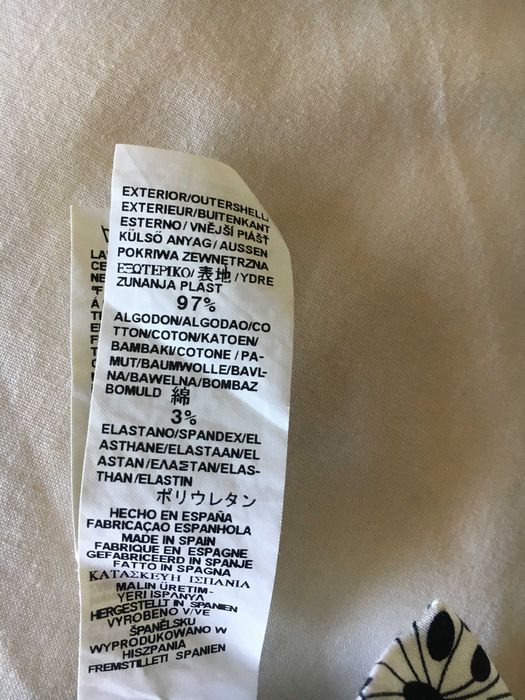 EXTERIOR/OUTERSHELL
EXTERIEUR/BUITENKANT
ESTERNO/VNĚJŠÍ PIÁŠŤ
KÜLSÖ ANYAG/AUSSEN
POKRIWA ZEWNĘTRZNA
ΕΞΩΤΕΡΙΚΟ/表地/YDRE
ZUNANJA PLAST
97%
ALGODON/ALGODAO/CO
TTON/COTON/KATOEN/
BAMBAKI/COTONE/PA-
MUT/BAUMWOLLE/BAVL-
NA/BAWELNA/BOMBAZ
BOMULD 綿
3%
ELASTANO/SPANDEX/EL
ASTHANE/ELASTAAN/EL
ASTAN/ΕΛΑΣΤΑΝ/ELAS-
THAN/ELASTIN
ポリウレタン
HECHO EN ESPAÑA
FABRICAÇAO ESPANHOLA
MADE IN SPAIN
FABRIQUE EN ESPAGNE
GEFABRICEERD IN SPANJE
FATTO IN SPAGNA
ΚΑΤΑΣΚΕΥΗ ΙΣΠΑΝΙΑ
MALIN ÜRETIM-
YERI ISPANYA
HERGESTELLT IN SPANIEN
VYROBENO V/VE
ŠPANĚLSKU
WYPRODUKOWANO W
HISZPANIA
FREMSTILLETI SPANIEN